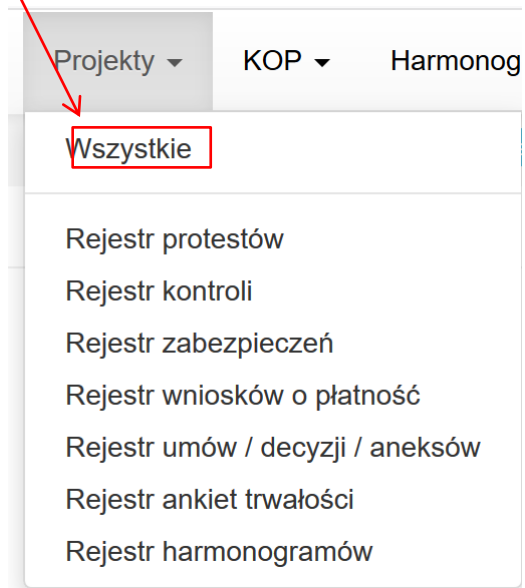 Projekty KOP Harmonog
Wszystkie
Rejestr protestów
Rejestr kontroli
Rejestr zabezpieczeń
Rejestr wniosków o płatność
Rejestr umów / decyzji / aneksów
Rejestr ankiet trwałości
Rejestr harmonogramów